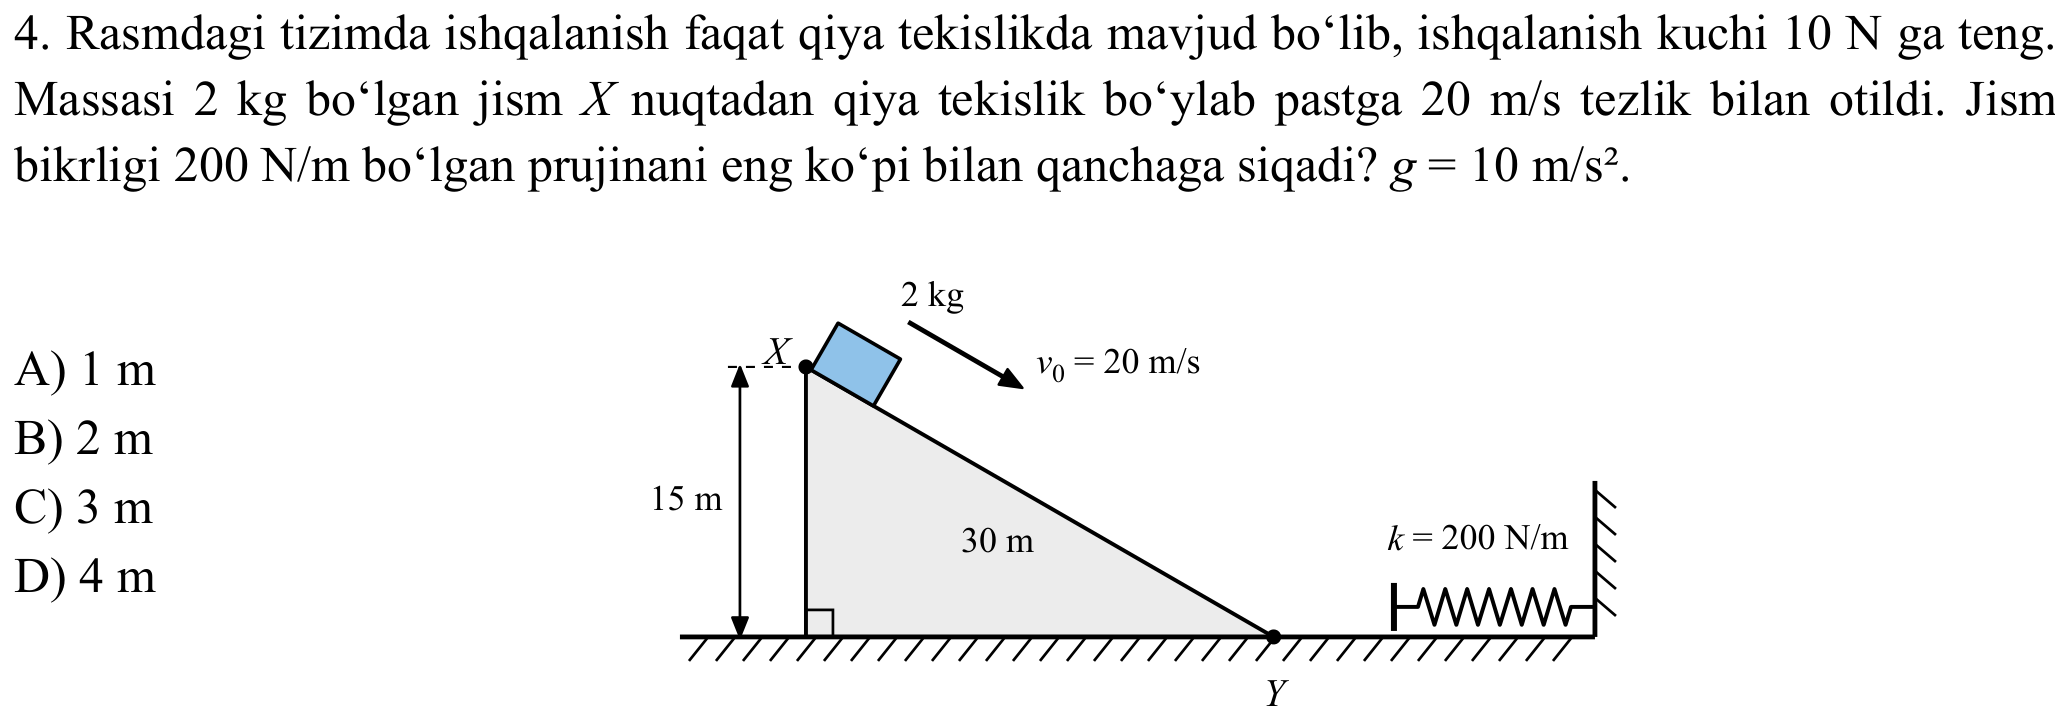 4. Rasmdagi tizimda ishqalanish faqat qiya tekislikda mavjud bo‘lib, ishqalanish kuchi 10 N ga teng.
Massasi 2 kg bo‘lgan jism X nuqtadan qiya tekislik bo‘ylab pastga 20 m/s tezlik bilan otildi. Jism
bikrligi 200 N/m bo‘lgan prujinani eng ko‘pi bilan qanchaga siqadi? g = 10 m/s².
A) 1 m
B) 2 m
C) 3 m
D) 4 m
2 kg
X
v₀ = 20 m/s
15 m
30 m
k = 200 N/m
Y